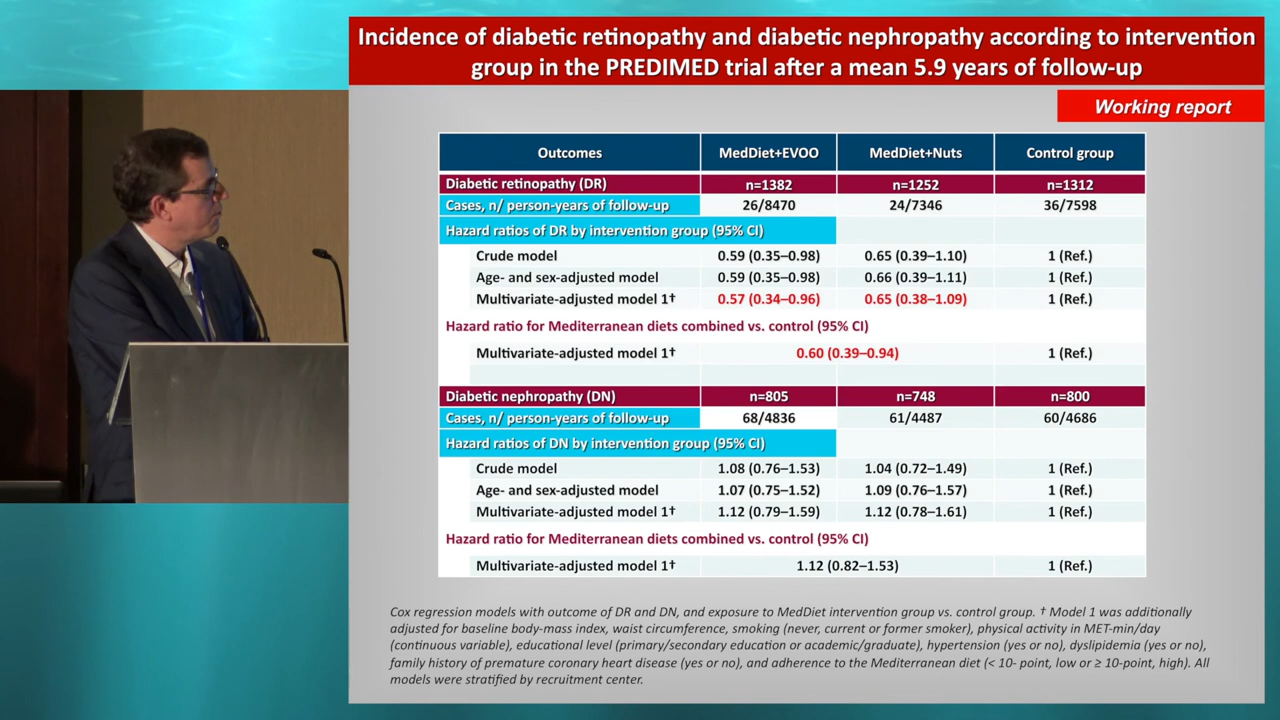 Incidence of diabetic retinopathy and diabetic nephropathy according to intervention
group in the PREDIMED trial after a mean 5.9 years of follow-up
Working report
Outcomes MedDiet+EVOO MedDiet+Nuts Control group
Diabetic retinopathy (DR) n=1382 n=1252 n=1312
Cases, n/ person-years of follow-up 26/8470 24/7346 36/7598
Hazard ratios of DR by intervention group (95% CI)
Crude model 0.59 (0.35–0.98) 0.65 (0.39–1.10) 1 (Ref.)
Age- and sex-adjusted model 0.59 (0.35–0.98) 0.66 (0.39–1.11) 1 (Ref.)
Multivariate-adjusted model 1† 0.57 (0.34–0.96) 0.65 (0.38–1.09) 1 (Ref.)
Hazard ratio for Mediterranean diets combined vs. control (95% CI)
Multivariate-adjusted model 1† 0.60 (0.39–0.94) 1 (Ref.)
Diabetic nephropathy (DN) n=805 n=748 n=800
Cases, n/ person-years of follow-up 68/4836 61/4487 60/4686
Hazard ratios of DN by intervention group (95% CI)
Crude model 1.08 (0.76–1.53) 1.04 (0.72–1.49) 1 (Ref.)
Age- and sex-adjusted model 1.07 (0.75–1.52) 1.09 (0.76–1.57) 1 (Ref.)
Multivariate-adjusted model 1† 1.12 (0.79–1.59) 1.12 (0.78–1.61) 1 (Ref.)
Hazard ratio for Mediterranean diets combined vs. control (95% CI)
Multivariate-adjusted model 1† 1.12 (0.82–1.53) 1 (Ref.)
Cox regression models with outcome of DR and DN, and exposure to MedDiet intervention group vs. control group. † Model 1 was additionally
adjusted for baseline body-mass index, waist circumference, smoking (never, current or former smoker), physical activity in MET-min/day
(continuous variable), educational level (primary/secondary education or academic/graduate), hypertension (yes or no), dyslipidemia (yes or no),
family history of premature coronary heart disease (yes or no), and adherence to the Mediterranean diet (< 10- point, low or ≥ 10-point, high). All
models were stratified by recruitment center.